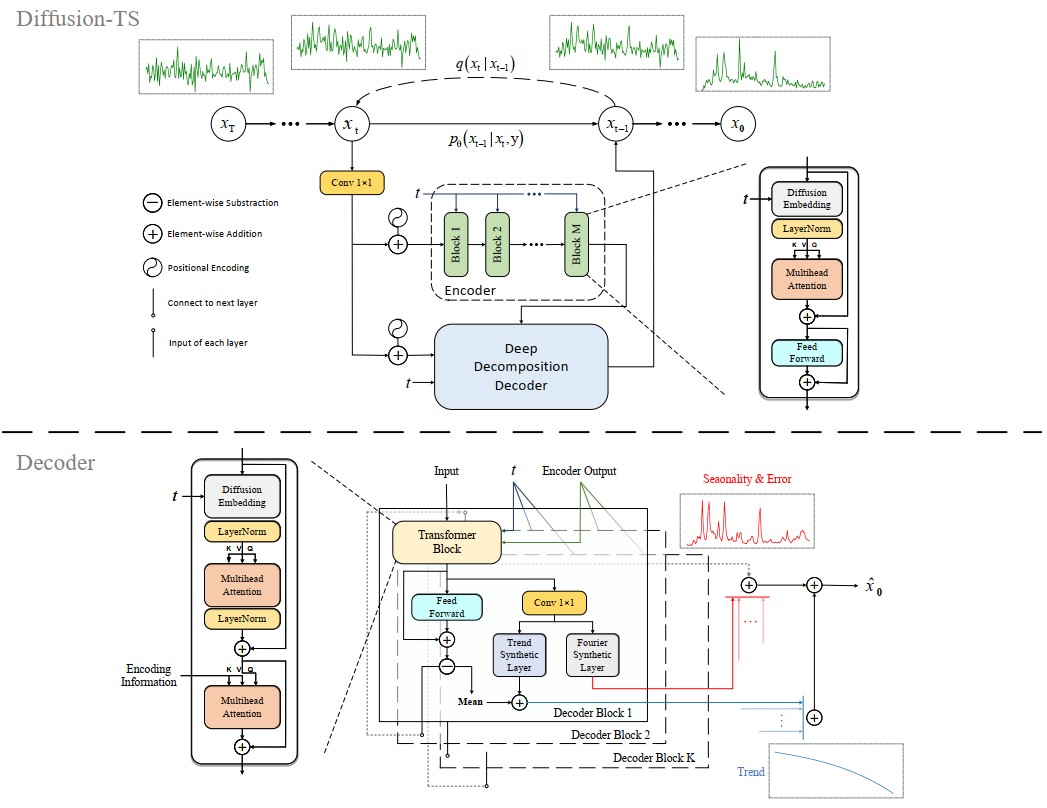 Diffusion-TS
q(x_t | x_{t-1})
x_T
x_t
x_{t-1}
x_0
p_θ(x_{t-1} | x_t, y)
Conv 1×1
t
Block 1
Block 2
Block M
Encoder
Element-wise Substraction
Element-wise Addition
Positional Encoding
Connect to next layer
Input of each layer
Deep
Decomposition
Decoder
t
t
Diffusion
Embedding
LayerNorm
K V Q
Multihead
Attention
Feed
Forward
Decoder
t
Diffusion
Embedding
LayerNorm
K V Q
Multihead
Attention
LayerNorm
Encoding
Information
K V Q
Multihead
Attention
Input
t
Encoder Output
Transformer
Block
Feed
Forward
Conv 1×1
Trend
Synthetic
Layer
Fourier
Synthetic
Layer
Mean
Decoder Block 1
Decoder Block 2
Decoder Block K
Seaonality & Error
x̂_0
Trend